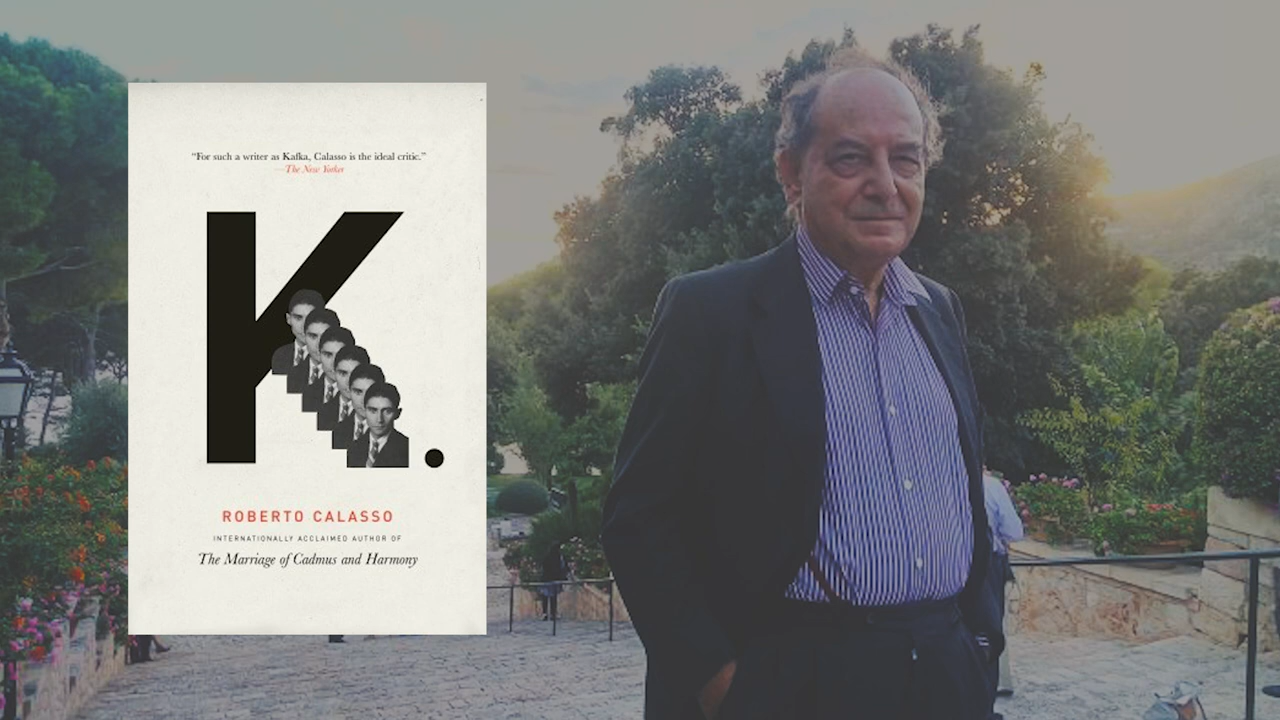 “For such a writer as Kafka, Calasso is the ideal critic.”
—The New Yorker
K.
ROBERTO CALASSO
INTERNATIONALLY ACCLAIMED AUTHOR OF
The Marriage of Cadmus and Harmony